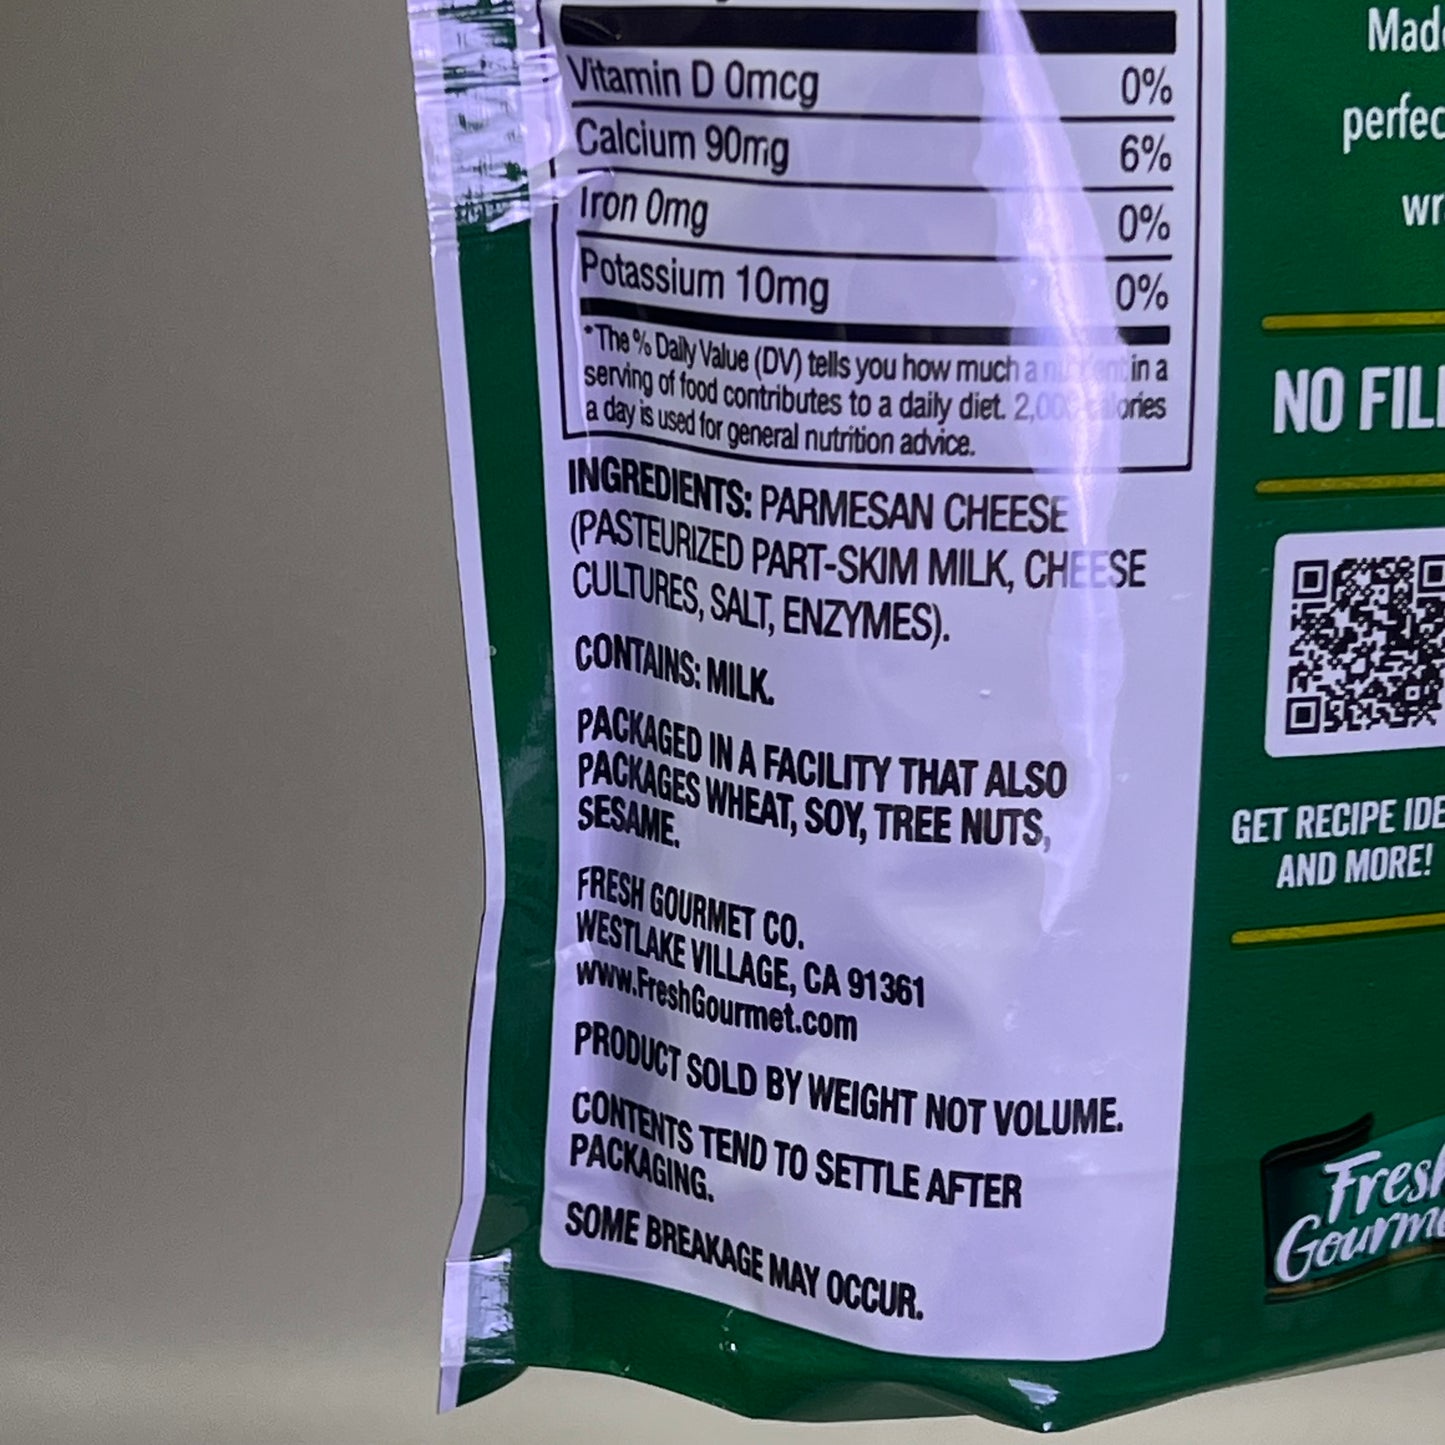 Vitamin D 0mcg 0%
Calcium 90mg 6%
Iron 0mg 0%
Potassium 10mg 0%
*The % Daily Value (DV) tells you how much a nutrient in a
serving of food contributes to a daily diet. 2,000 calories
a day is used for general nutrition advice.
INGREDIENTS: PARMESAN CHEESE
(PASTEURIZED PART-SKIM MILK, CHEESE
CULTURES, SALT, ENZYMES).
CONTAINS: MILK.
PACKAGED IN A FACILITY THAT ALSO
PACKAGES WHEAT, SOY, TREE NUTS,
SESAME.
FRESH GOURMET CO.
WESTLAKE VILLAGE, CA 91361
www.FreshGourmet.com
PRODUCT SOLD BY WEIGHT NOT VOLUME.
CONTENTS TEND TO SETTLE AFTER
PACKAGING.
SOME BREAKAGE MAY OCCUR.
NO
GET RECIPE
AND MORE!